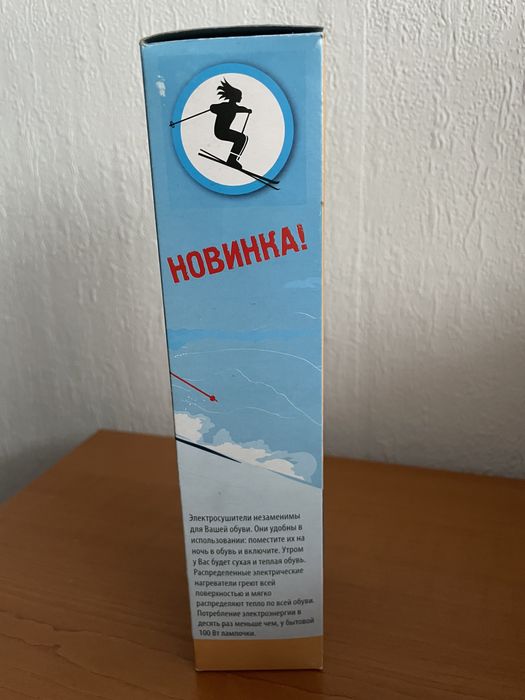 НОВИНКА!
Электросушители незаменимы
для Вашей обуви. Они удобны в
использовании: поместите их на
ночь в обувь и включите. Утром
у Вас будет сухая и теплая обувь.
Распределенные электрические
нагреватели греют всей
поверхностью и мягко
распределяют тепло по всей обуви.
Потребление электроэнергии в
десять раз меньше чем, у бытовой
100 Вт лампочки.